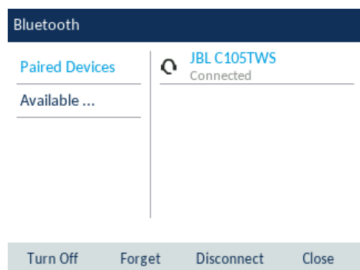 Bluetooth
Paired Devices
JBL C105TWS
Connected
Available ...
Turn Off Forget Disconnect Close